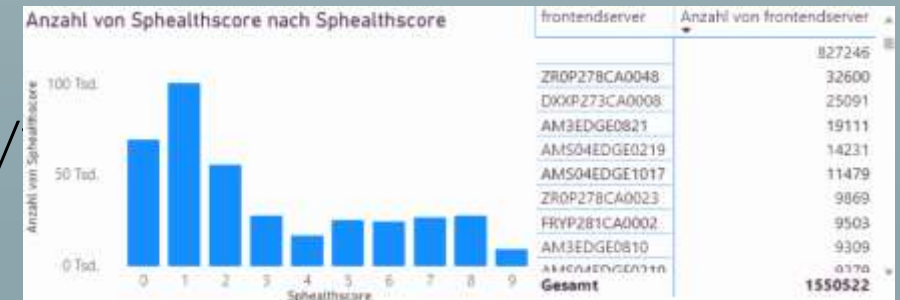 Anzahl von Sphealthscore nach Sphealthscore
Anzahl von Sphealthscore
100 Tsd.
50 Tsd.
0 Tsd.
0 1 2 3 4 5 6 7 8 9
Sphealthscore
frontendserver Anzahl von frontendserver
827246
ZR0P278CA0048 32600
DXXP273CA0008 25091
AM3EDGE0821 19111
AMS04EDGE0219 14231
AMS04EDGE1017 11479
ZR0P278CA0023 9869
FRYP281CA0002 9503
AM3EDGE0810 9309
AMS04EDGE0210 9279
Gesamt 1550522